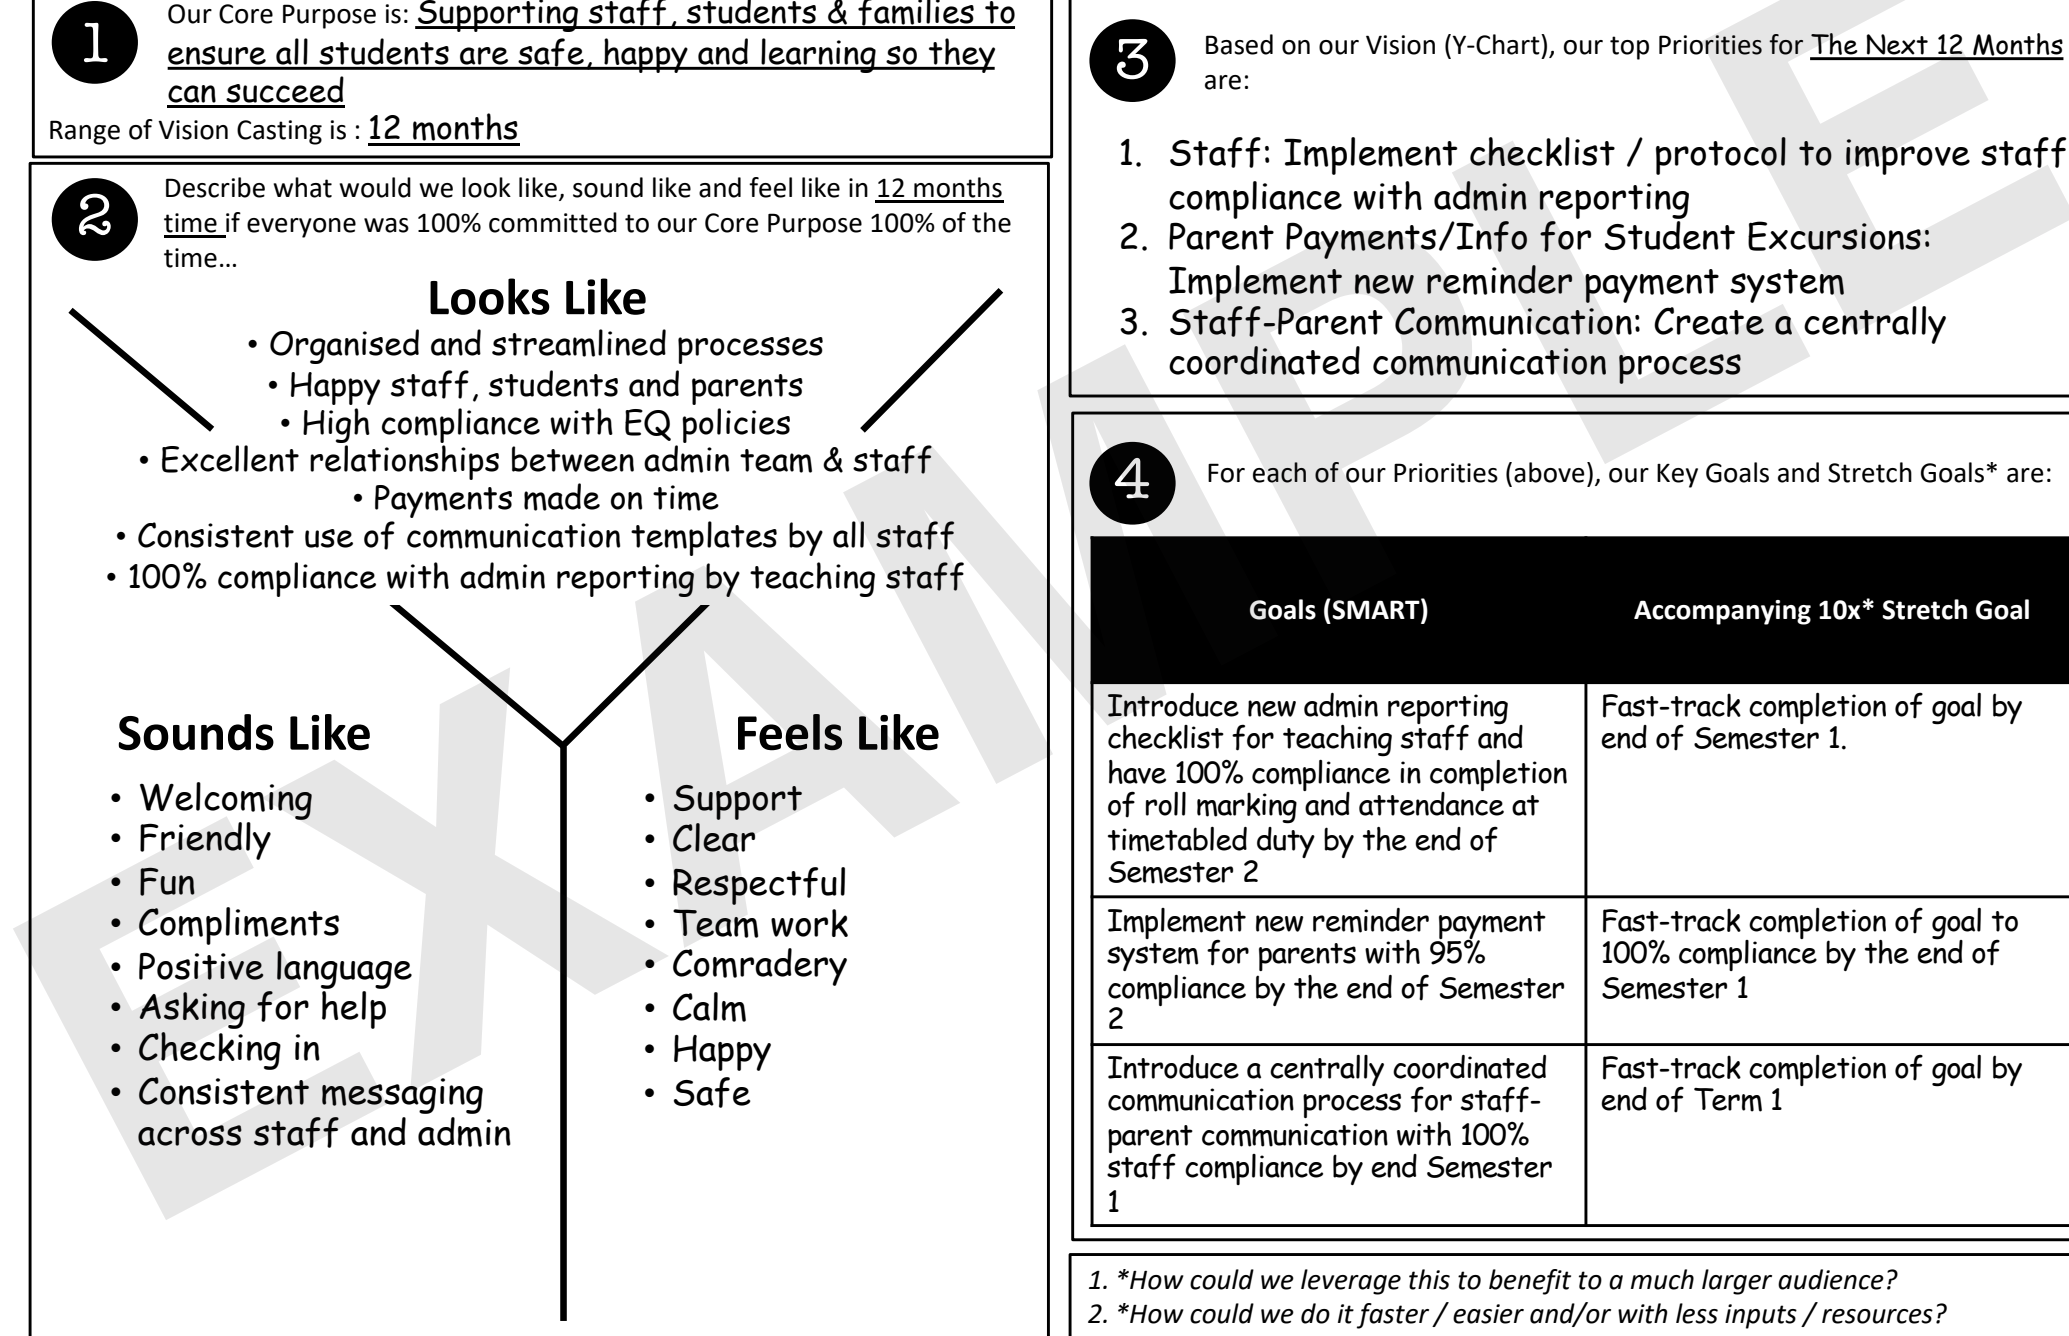 1
Our Core Purpose is: Supporting staff, students & families to
ensure all students are safe, happy and learning so they
can succeed
Range of Vision Casting is : 12 months
2
Describe what would we look like, sound like and feel like in 12 months
time if everyone was 100% committed to our Core Purpose 100% of the
time…
Looks Like
• Organised and streamlined processes
• Happy staff, students and parents
• High compliance with EQ policies
• Excellent relationships between admin team & staff
• Payments made on time
• Consistent use of communication templates by all staff
• 100% compliance with admin reporting by teaching staff
Sounds Like
• Welcoming
• Friendly
• Fun
• Compliments
• Positive language
• Asking for help
• Checking in
• Consistent messaging
across staff and admin
Feels Like
• Support
• Clear
• Respectful
• Team work
• Comradery
• Calm
• Happy
• Safe
3
Based on our Vision (Y-Chart), our top Priorities for The Next 12 Months
are:
1. Staff: Implement checklist / protocol to improve staff
compliance with admin reporting
2. Parent Payments/Info for Student Excursions:
Implement new reminder payment system
3. Staff-Parent Communication: Create a centrally
coordinated communication process
4
For each of our Priorities (above), our Key Goals and Stretch Goals* are:
Goals (SMART)
Accompanying 10x* Stretch Goal
Introduce new admin reporting
checklist for teaching staff and
have 100% compliance in completion
of roll marking and attendance at
timetabled duty by the end of
Semester 2
Fast-track completion of goal by
end of Semester 1.
Implement new reminder payment
system for parents with 95%
compliance by the end of Semester
2
Fast-track completion of goal to
100% compliance by the end of
Semester 1
Introduce a centrally coordinated
communication process for staff-
parent communication with 100%
staff compliance by end Semester
1
Fast-track completion of goal by
end of Term 1
1. *How could we leverage this to benefit to a much larger audience?
2. *How could we do it faster / easier and/or with less inputs / resources?
EXAMPLE